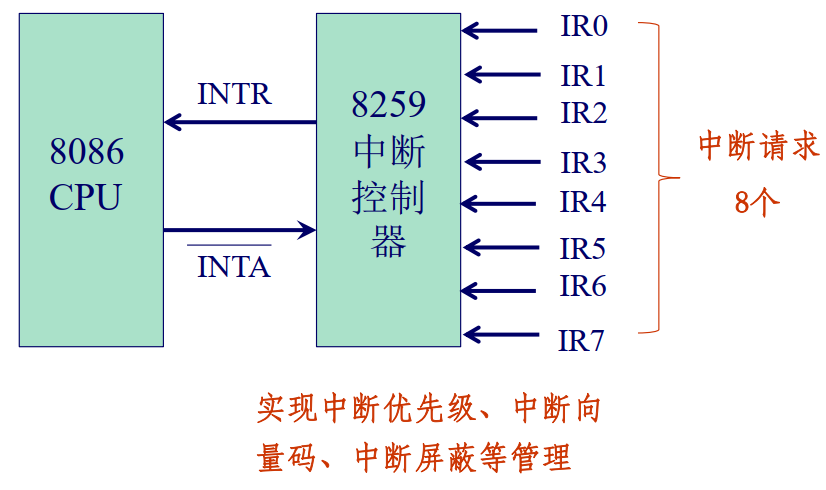 8086
CPU
INTR
INTA
8259
中断
控制
器
IR0
IR1
IR2
IR3
IR4
IR5
IR6
IR7
中断请求
8个
实现中断优先级、中断向
量码、中断屏蔽等管理